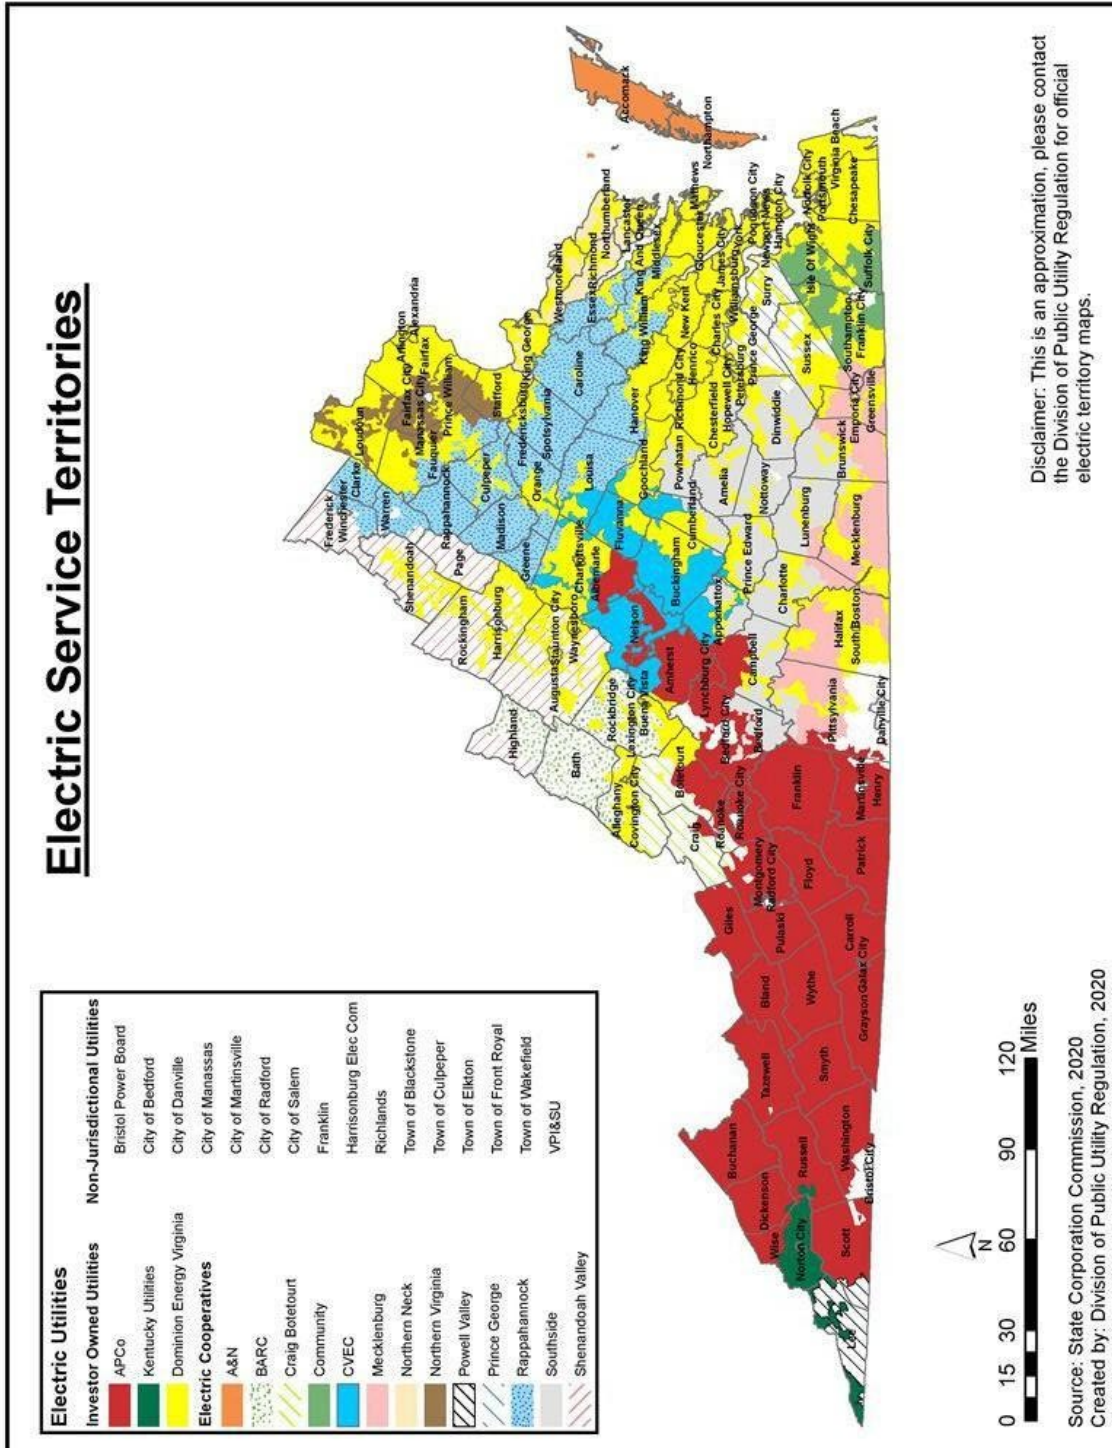 Electric Service Territories
Electric Utilities
Investor Owned Utilities
APCo
Kentucky Utilities
Dominion Energy Virginia
Electric Cooperatives
A&N
BARC
Craig Botetourt
Community
CVEC
Mecklenburg
Northern Neck
Northern Virginia
Powell Valley
Prince George
Rappahannock
Southside
Shenandoah Valley
Non-Jurisdictional Utilities
Bristol Power Board
City of Bedford
City of Danville
City of Manassas
City of Martinsville
City of Radford
City of Salem
Franklin
Harrisonburg Elec Com
Richlands
Town of Blackstone
Town of Culpeper
Town of Elkton
Town of Front Royal
Town of Wakefield
VPI&SU
Frederick
Winchester
Clarke
Loudoun
Warren
Shenandoah
Fairfax City
Arlington
Alexandria
Fairfax
Manassas City
Prince William
Fauquier
Rappahannock
Page
Rockingham
Harrisonburg
Culpeper
Stafford
Madison
Greene
Orange
Fredericksburg
King George
Spotsylvania
Westmoreland
Caroline
Highland
Augusta
Staunton City
Waynesboro
Charlottsville
Albemarle
Louisa
Essex
Richmond
Northumberland
Lancaster
Accomack
Bath
Rockbridge
Lexington City
Buena Vista
Nelson
Fluvanna
Goochland
Hanover
King William
King And Queen
Middlesex
Alleghany
Covington City
Botetourt
Amherst
Buckingham
Cumberland
Powhatan
Richmond City
Henrico
New Kent
Gloucester
Mathews
Northampton
Craig
Roanoke
Roanoke City
Bedford City
Bedford
Lynchburg City
Appomattox
Campbell
Prince Edward
Amelia
Nottoway
Chesterfield
Hopewell City
Petersburg
Prince George
Charles City
James City
Williamsburg
York
Poquoson City
Newport News
Hampton City
Surry
Dinwiddie
Sussex
Isle Of Wight
Norfolk City
Portsmouth
Virginia Beach
Chesapeake
Suffolk City
Southampton
Franklin City
Emporia City
Greensville
Brunswick
Lunenburg
Mecklenburg
Charlotte
Halifax
South Boston
Pittsylvania
Danville City
Giles
Montgomery
Radford City
Pulaski
Floyd
Franklin
Martinsville
Henry
Patrick
Carroll
Galax City
Grayson
Bland
Wythe
Tazewell
Smyth
Buchanan
Dickenson
Russell
Washington
Wise
Norton City
Scott
Bristol City
Lee
N
0 15 30 60 90 120
Miles
Source: State Corporation Commission, 2020
Created by: Division of Public Utility Regulation, 2020
Disclaimer: This is an approximation, please contact
the Division of Public Utility Regulation for official
electric territory maps.